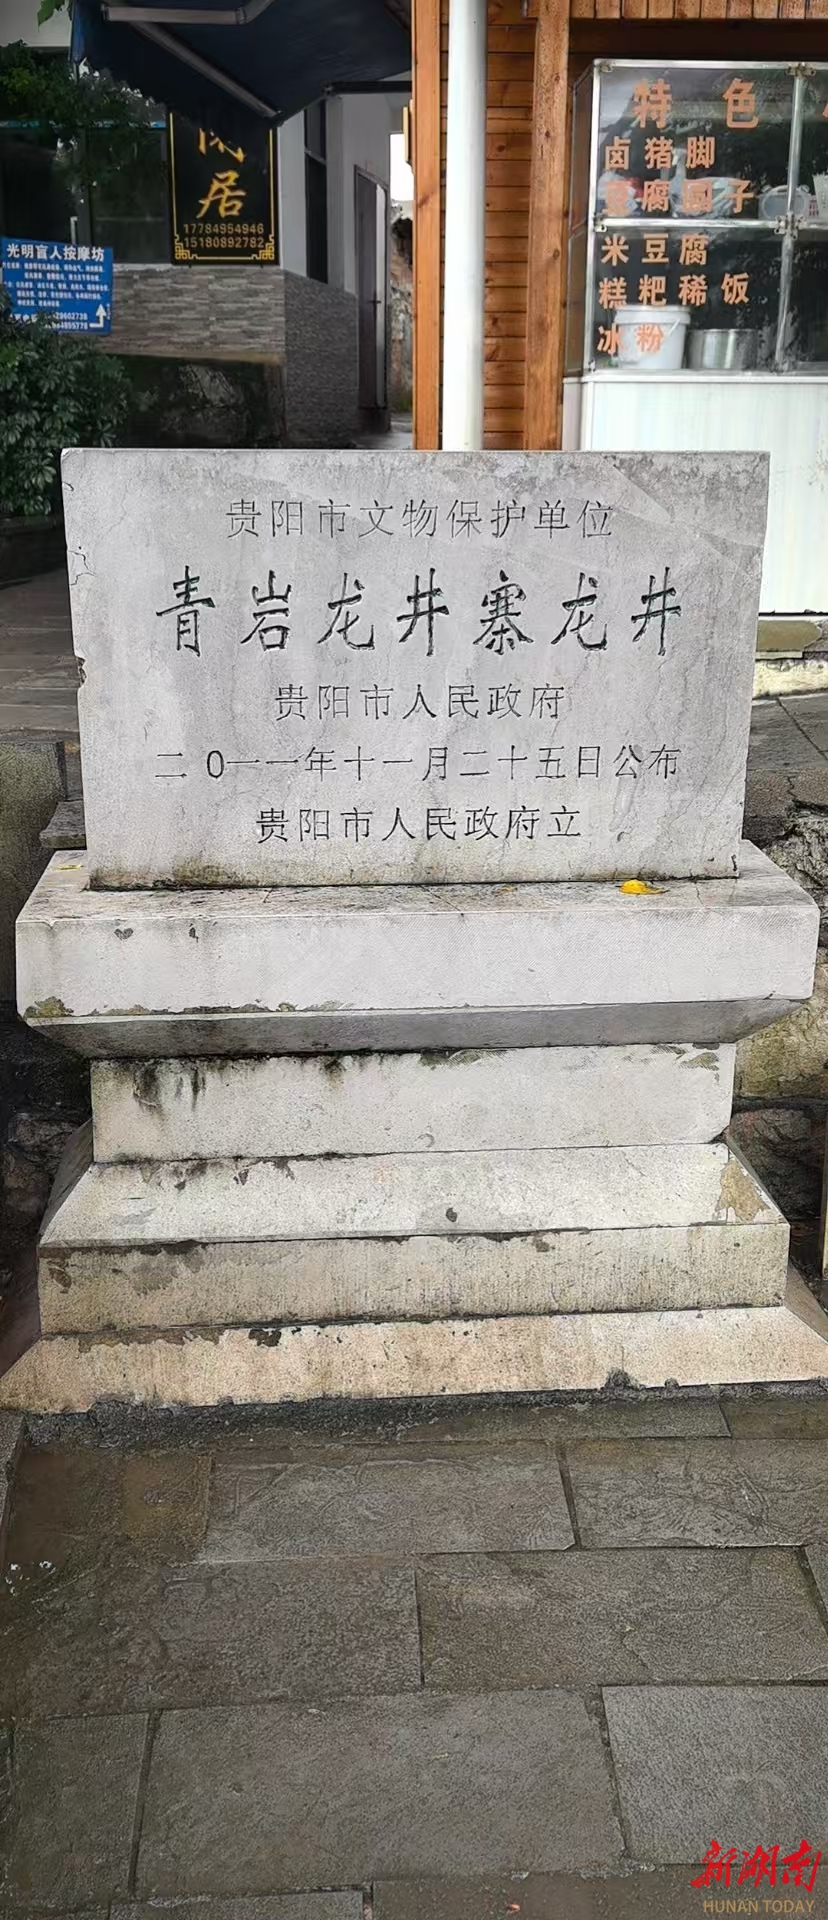 居
17784954946
15180892782
光明盲人按摩坊
特色
卤猪脚
豆腐圆子
米豆腐
糕粑稀饭
冰粉
贵阳市文物保护单位
青岩龙井寨龙井
贵阳市人民政府
二0一一年十一月二十五日公布
贵阳市人民政府立
新湖南
HUNAN TODAY